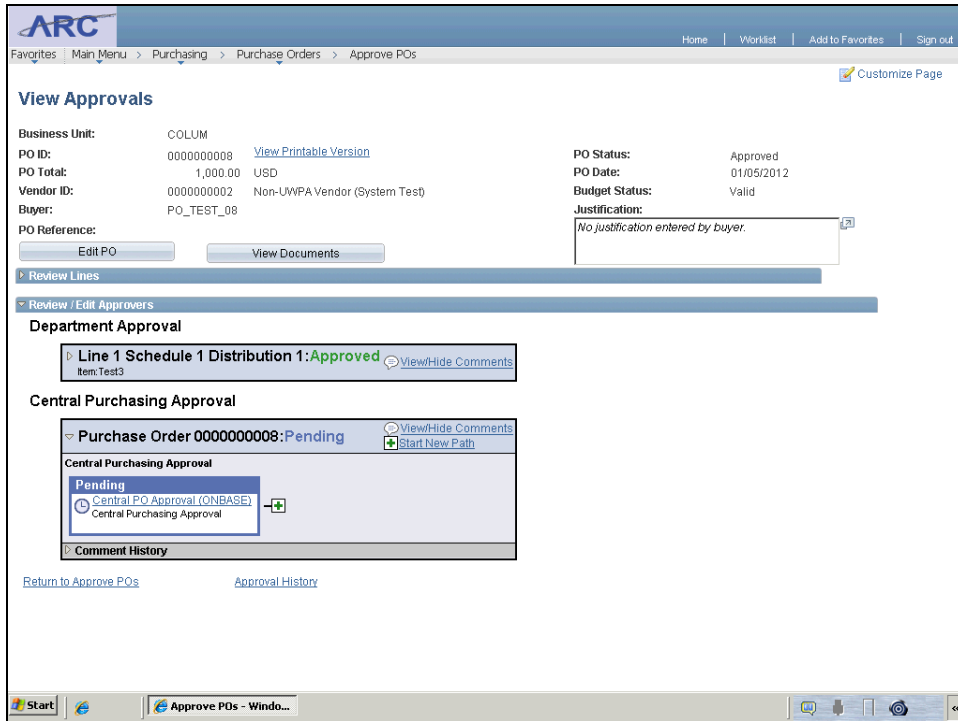 ARC
Home | Worklist | Add to Favorites | Sign out
Favorites Main Menu > Purchasing > Purchase Orders > Approve POs
Customize Page
View Approvals
Business Unit: COLUM
PO ID: 0000000008 View Printable Version PO Status: Approved
PO Total: 1,000.00 USD PO Date: 01/05/2012
Vendor ID: 0000000002 Non-UWPA Vendor (System Test) Budget Status: Valid
Buyer: PO_TEST_08 Justification:
PO Reference: No justification entered by buyer.
Edit PO View Documents
Review Lines
Review / Edit Approvers
Department Approval
Line 1 Schedule 1 Distribution 1:Approved View/Hide Comments
Item:Test3
Central Purchasing Approval
Purchase Order 0000000008:Pending View/Hide Comments
Start New Path
Central Purchasing Approval
Pending
Central PO Approval (ONBASE)
Central Purchasing Approval
Comment History
Return to Approve POs Approval History
Start Approve POs - Windo...